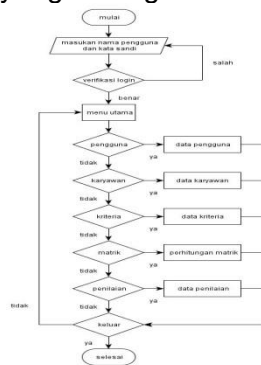 mulai
masukan nama pengguna
dan kata sandi
salah
verifikasi login
benar
menu utama
pengguna
data pengguna
tidak
ya
karyawan
data karyawan
tidak
ya
kriteria
data kriteria
tidak
ya
matrik
perhitungan matrik
tidak
ya
penilaian
data penilaian
tidak
tidak
ya
keluar
ya
selesai